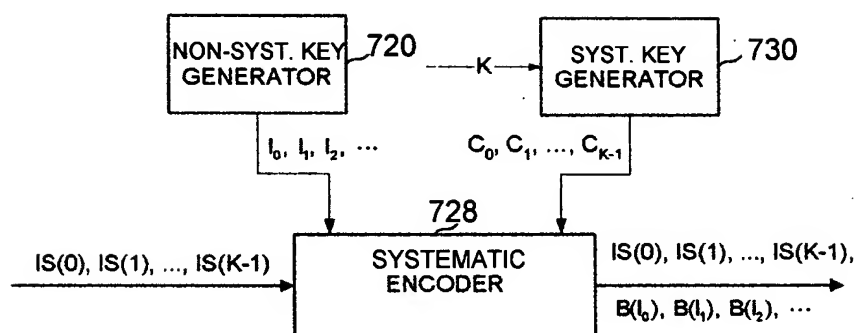 NON-SYST. KEY
GENERATOR
720
K
SYST. KEY
GENERATOR
730
I₀, I₁, I₂, ...
C₀, C₁, ..., Cₖ₋₁
728
IS(0), IS(1), ..., IS(K-1)
SYSTEMATIC
ENCODER
IS(0), IS(1), ..., IS(K-1),
B(I₀), B(I₁), B(I₂), ...